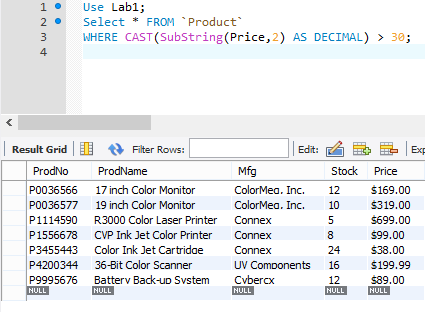 1 Use Lab1;
2 Select * FROM `Product`
3 WHERE CAST(SubString(Price,2) AS DECIMAL) > 30;
4
Result Grid Filter Rows: Edit: Exp
ProdNo ProdName Mfg Stock Price
P0036566 17 inch Color Monitor ColorMeg, Inc. 12 $169.00
P0036577 19 inch Color Monitor ColorMeg, Inc. 10 $319.00
P1114590 R3000 Color Laser Printer Connex 5 $699.00
P1556678 CVP Ink Jet Color Printer Connex 8 $99.00
P3455443 Color Ink Jet Cartridge Connex 24 $38.00
P4200344 36-Bit Color Scanner UV Components 16 $199.99
P9995676 Battery Back-up System Cybercx 12 $89.00
NULL NULL NULL NULL NULL